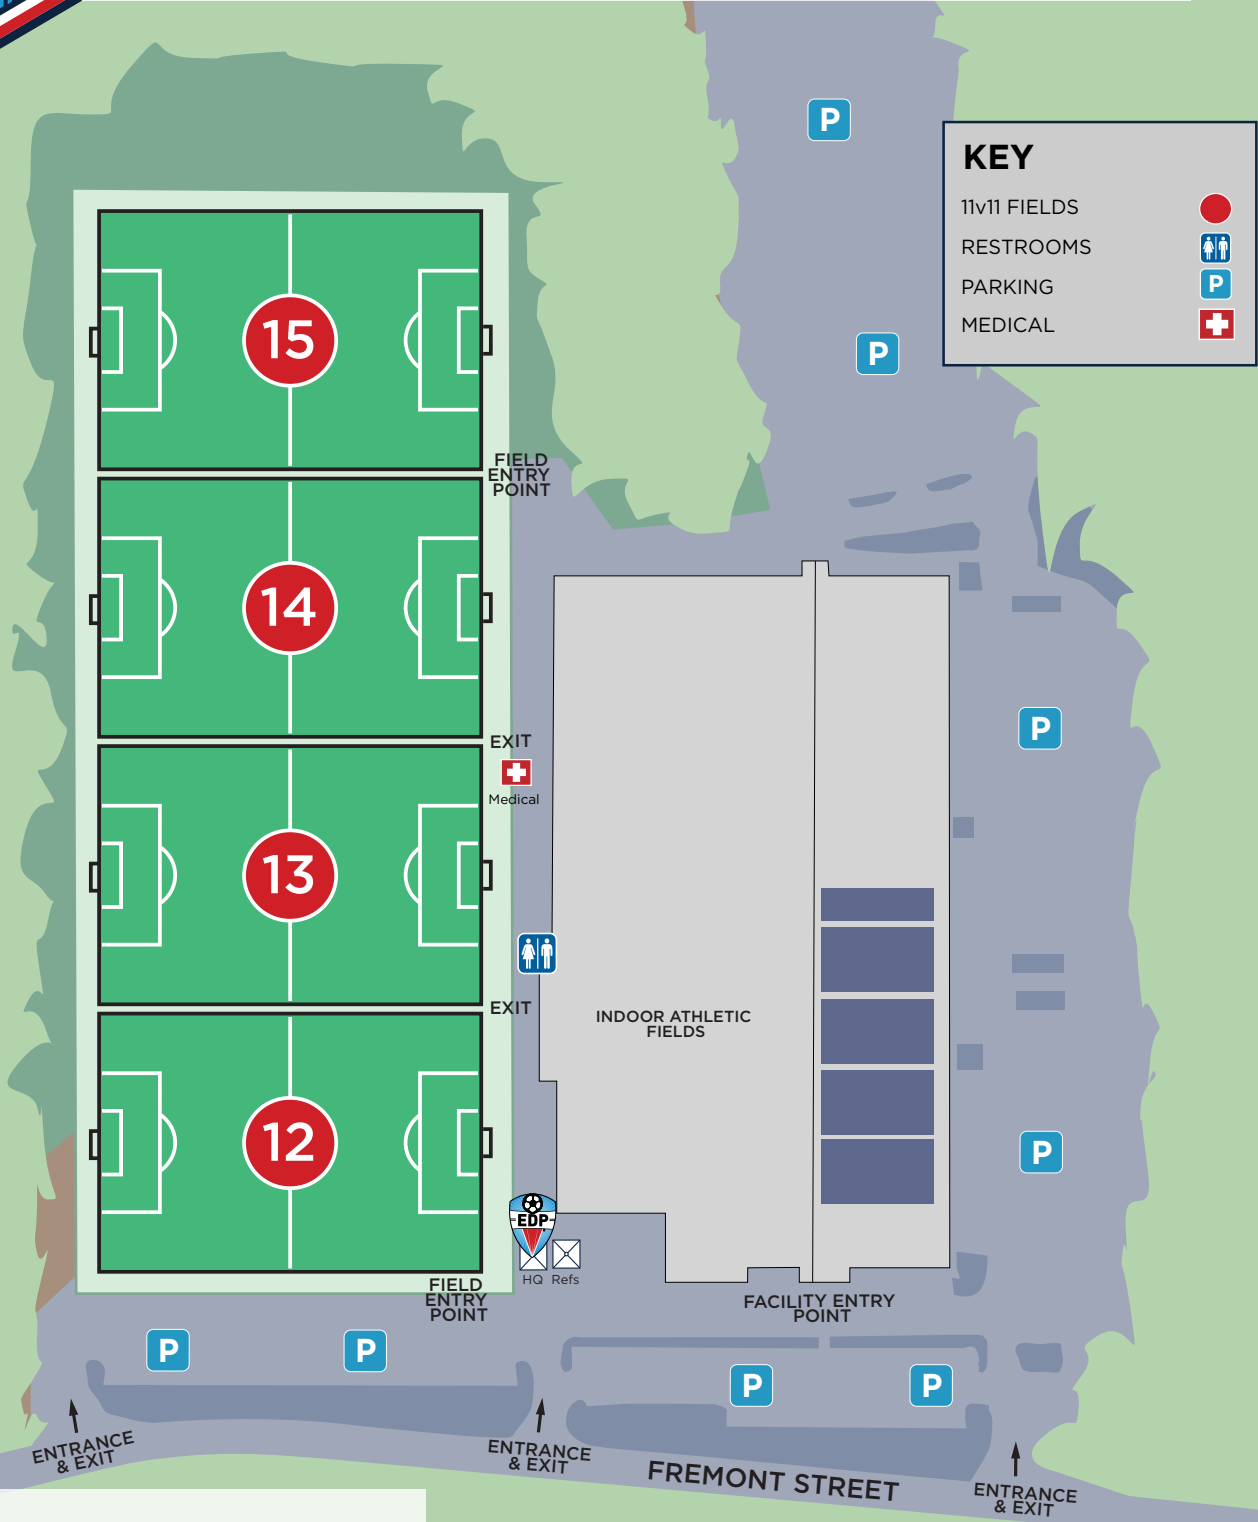 P
KEY
11v11 FIELDS
RESTROOMS
PARKING
P
MEDICAL
15
P
FIELD
ENTRY
POINT
14
P
EXIT
Medical
13
EXIT
INDOOR ATHLETIC
FIELDS
12
P
EDP
HQ
Refs
FIELD
ENTRY
POINT
FACILITY ENTRY
POINT
P
P
P
P
ENTRANCE
& EXIT
ENTRANCE
& EXIT
FREMONT STREET
ENTRANCE
& EXIT